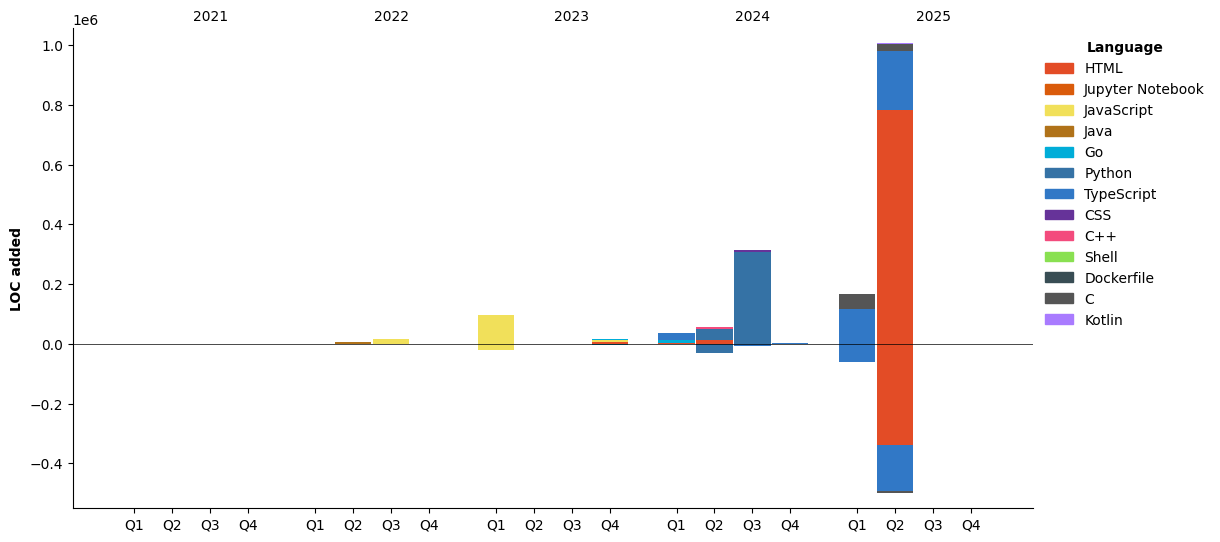 1e6
2021 2022 2023 2024 2025
1.0
0.8
0.6
0.4
0.2
0.0
−0.2
−0.4
LOC added
Q1 Q2 Q3 Q4 Q1 Q2 Q3 Q4 Q1 Q2 Q3 Q4 Q1 Q2 Q3 Q4 Q1 Q2 Q3 Q4
Language
HTML
Jupyter Notebook
JavaScript
Java
Go
Python
TypeScript
CSS
C++
Shell
Dockerfile
C
Kotlin